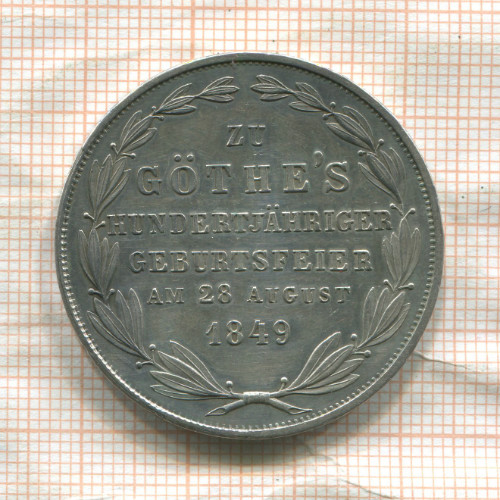 ZU
GÖTHE'S
HUNDERTJÄHRIGER
GEBURTSFEIER
AM 28 AUGUST
1849